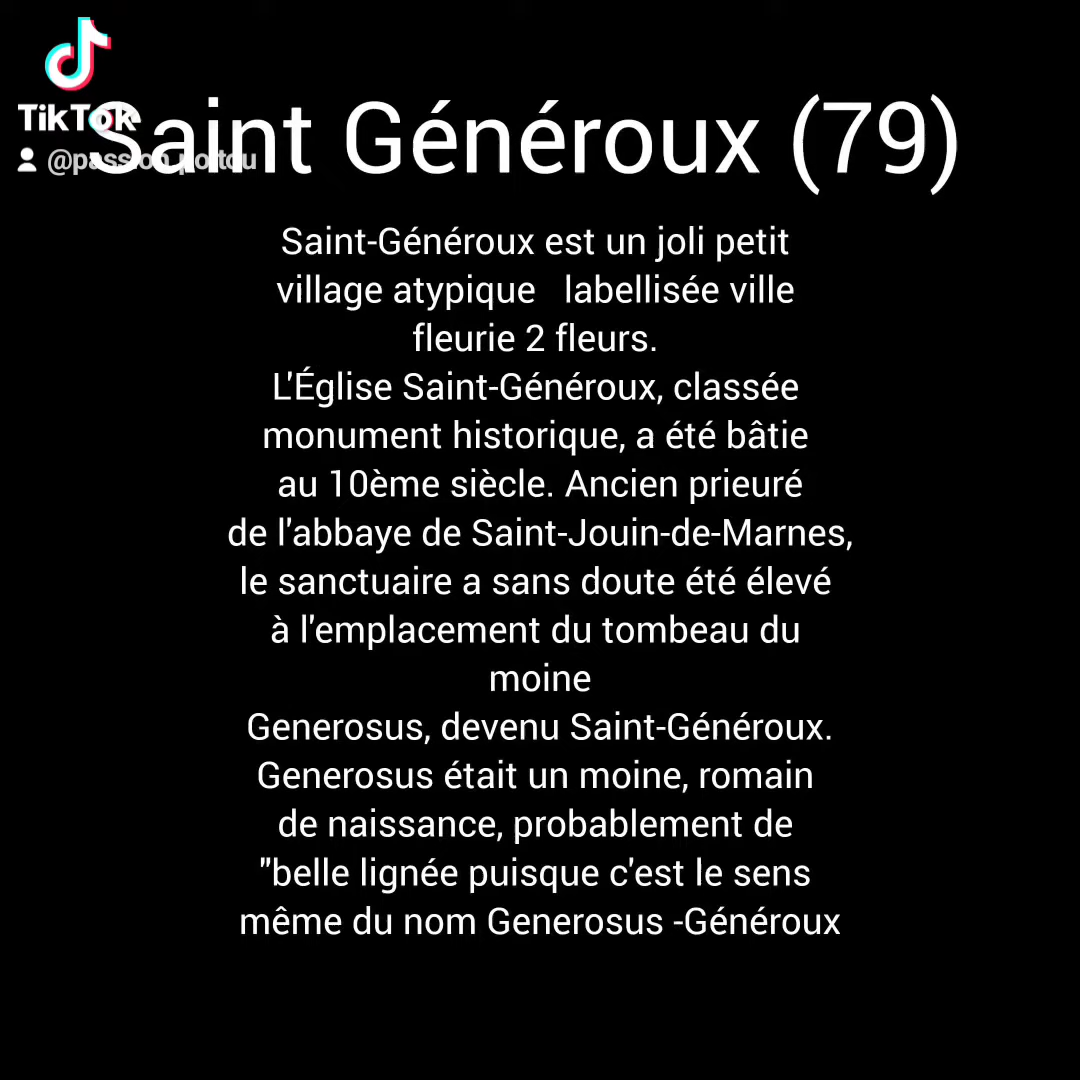 TikTok
@passion.poitou
Saint Généroux (79)
Saint-Généroux est un joli petit
village atypique labellisée ville
fleurie 2 fleurs.
L'Église Saint-Généroux, classée
monument historique, a été bâtie
au 10ème siècle. Ancien prieuré
de l'abbaye de Saint-Jouin-de-Marnes,
le sanctuaire a sans doute été élevé
à l'emplacement du tombeau du
moine
Generosus, devenu Saint-Généroux.
Generosus était un moine, romain
de naissance, probablement de
"belle lignée puisque c'est le sens
même du nom Generosus -Généroux